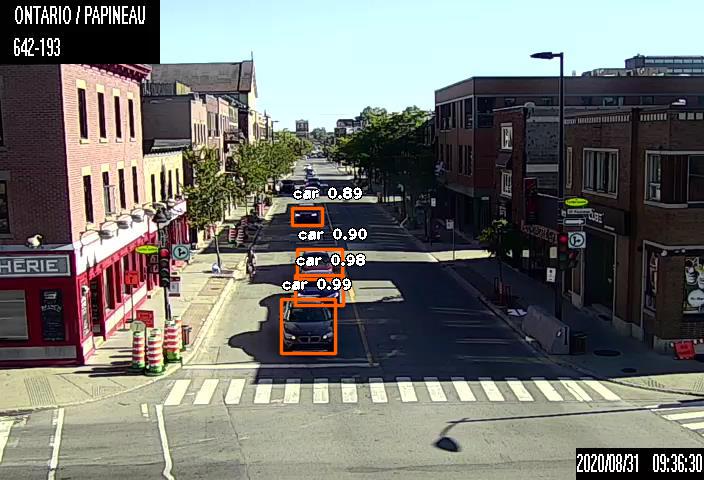 ONTARIO / PAPINEAU
642-193
car 0.89
car 0.90
car 0.98
car 0.99
HERIE
2020/08/31 09:36:30